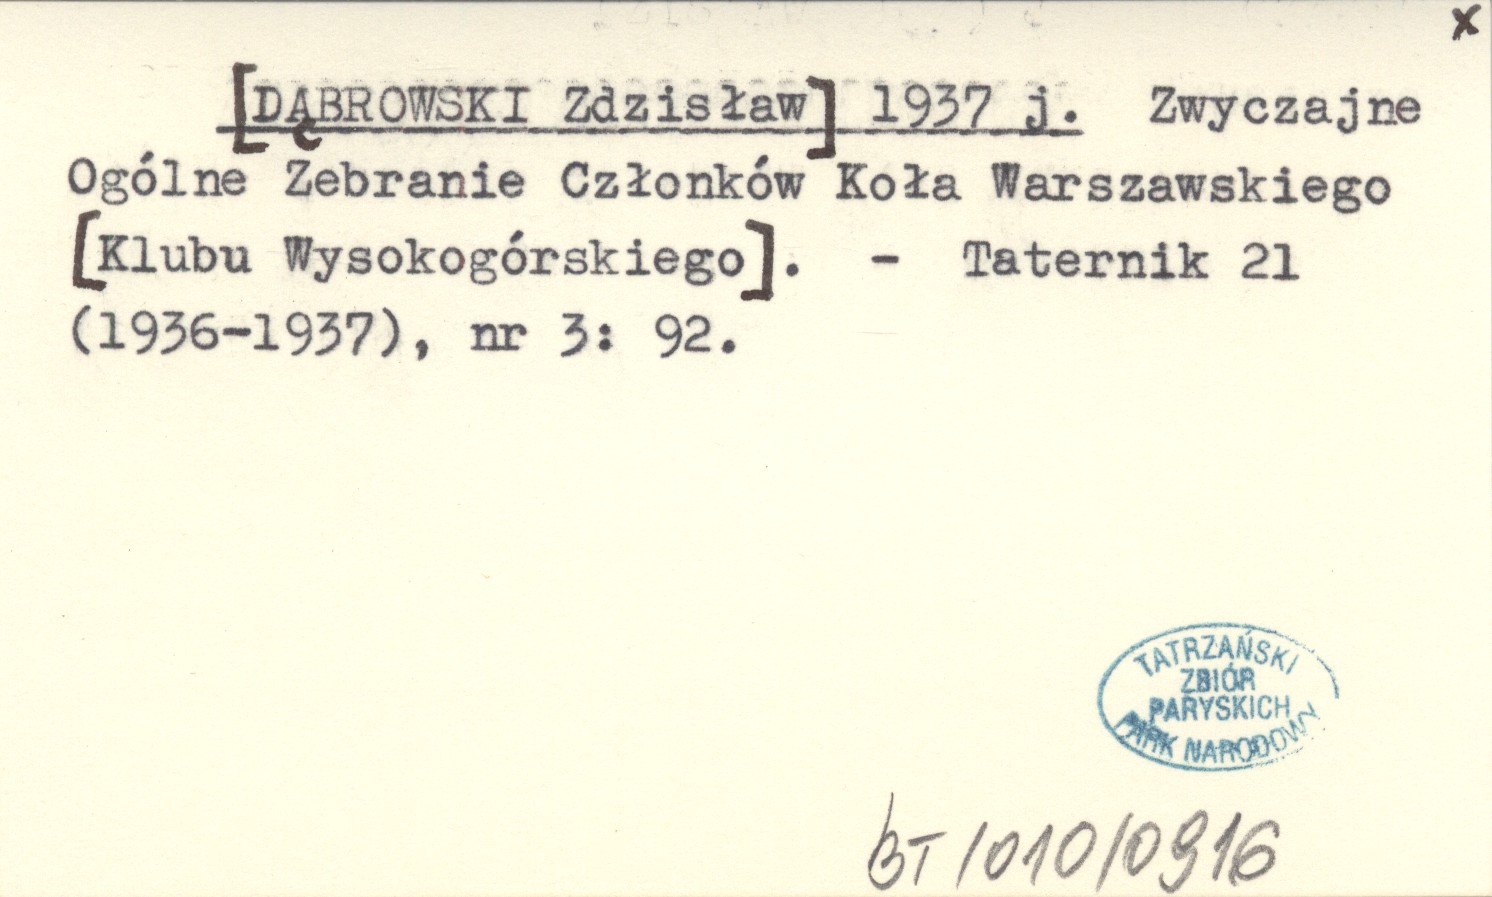 x
[DĄBROWSKI Zdzisław] 1937 j. Zwyczajne
Ogólne Zebranie Członków Koła Warszawskiego
[Klubu Wysokogórskiego]. - Taternik 21
(1936-1937), nr 3: 92.
TATRZAŃSKI
ZBIÓR
PARYSKICH
PARK NARODOWY
BT/010/0916